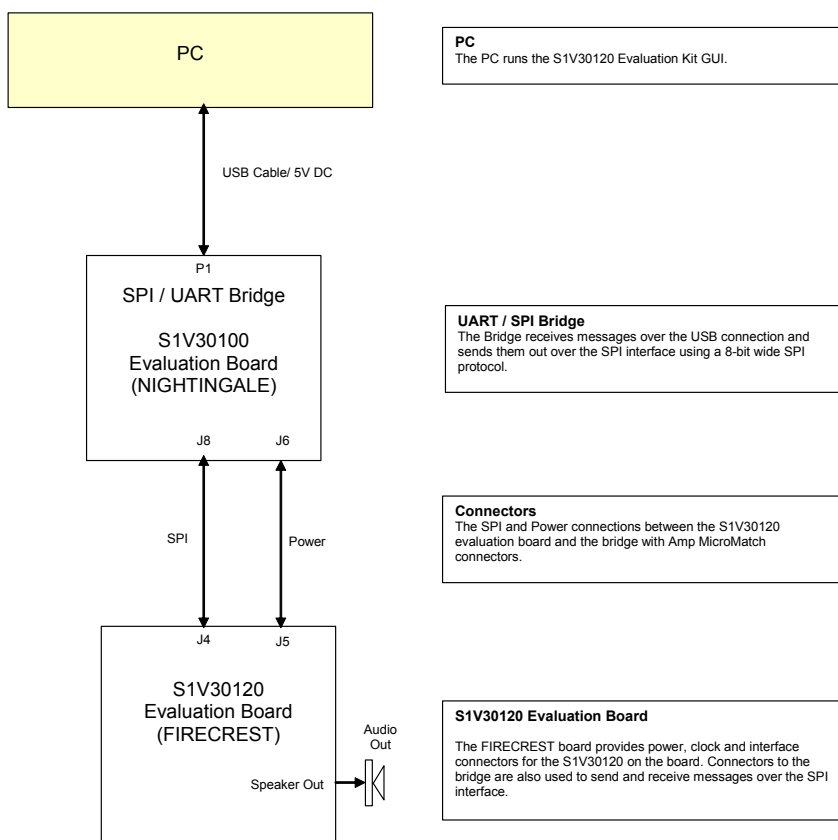 PC
PC
The PC runs the S1V30120 Evaluation Kit GUI.
USB Cable/ 5V DC
P1
SPI / UART Bridge
S1V30100
Evaluation Board
(NIGHTINGALE)
J8 J6
UART / SPI Bridge
The Bridge receives messages over the USB connection and
sends them out over the SPI interface using a 8-bit wide SPI
protocol.
SPI
Power
Connectors
The SPI and Power connections between the S1V30120
evaluation board and the bridge with Amp MicroMatch
connectors.
J4 J5
S1V30120
Evaluation Board
(FIRECREST)
Speaker Out
Audio
Out
S1V30120 Evaluation Board
The FIRECREST board provides power, clock and interface
connectors for the S1V30120 on the board. Connectors to the
bridge are also used to send and receive messages over the SPI
interface.